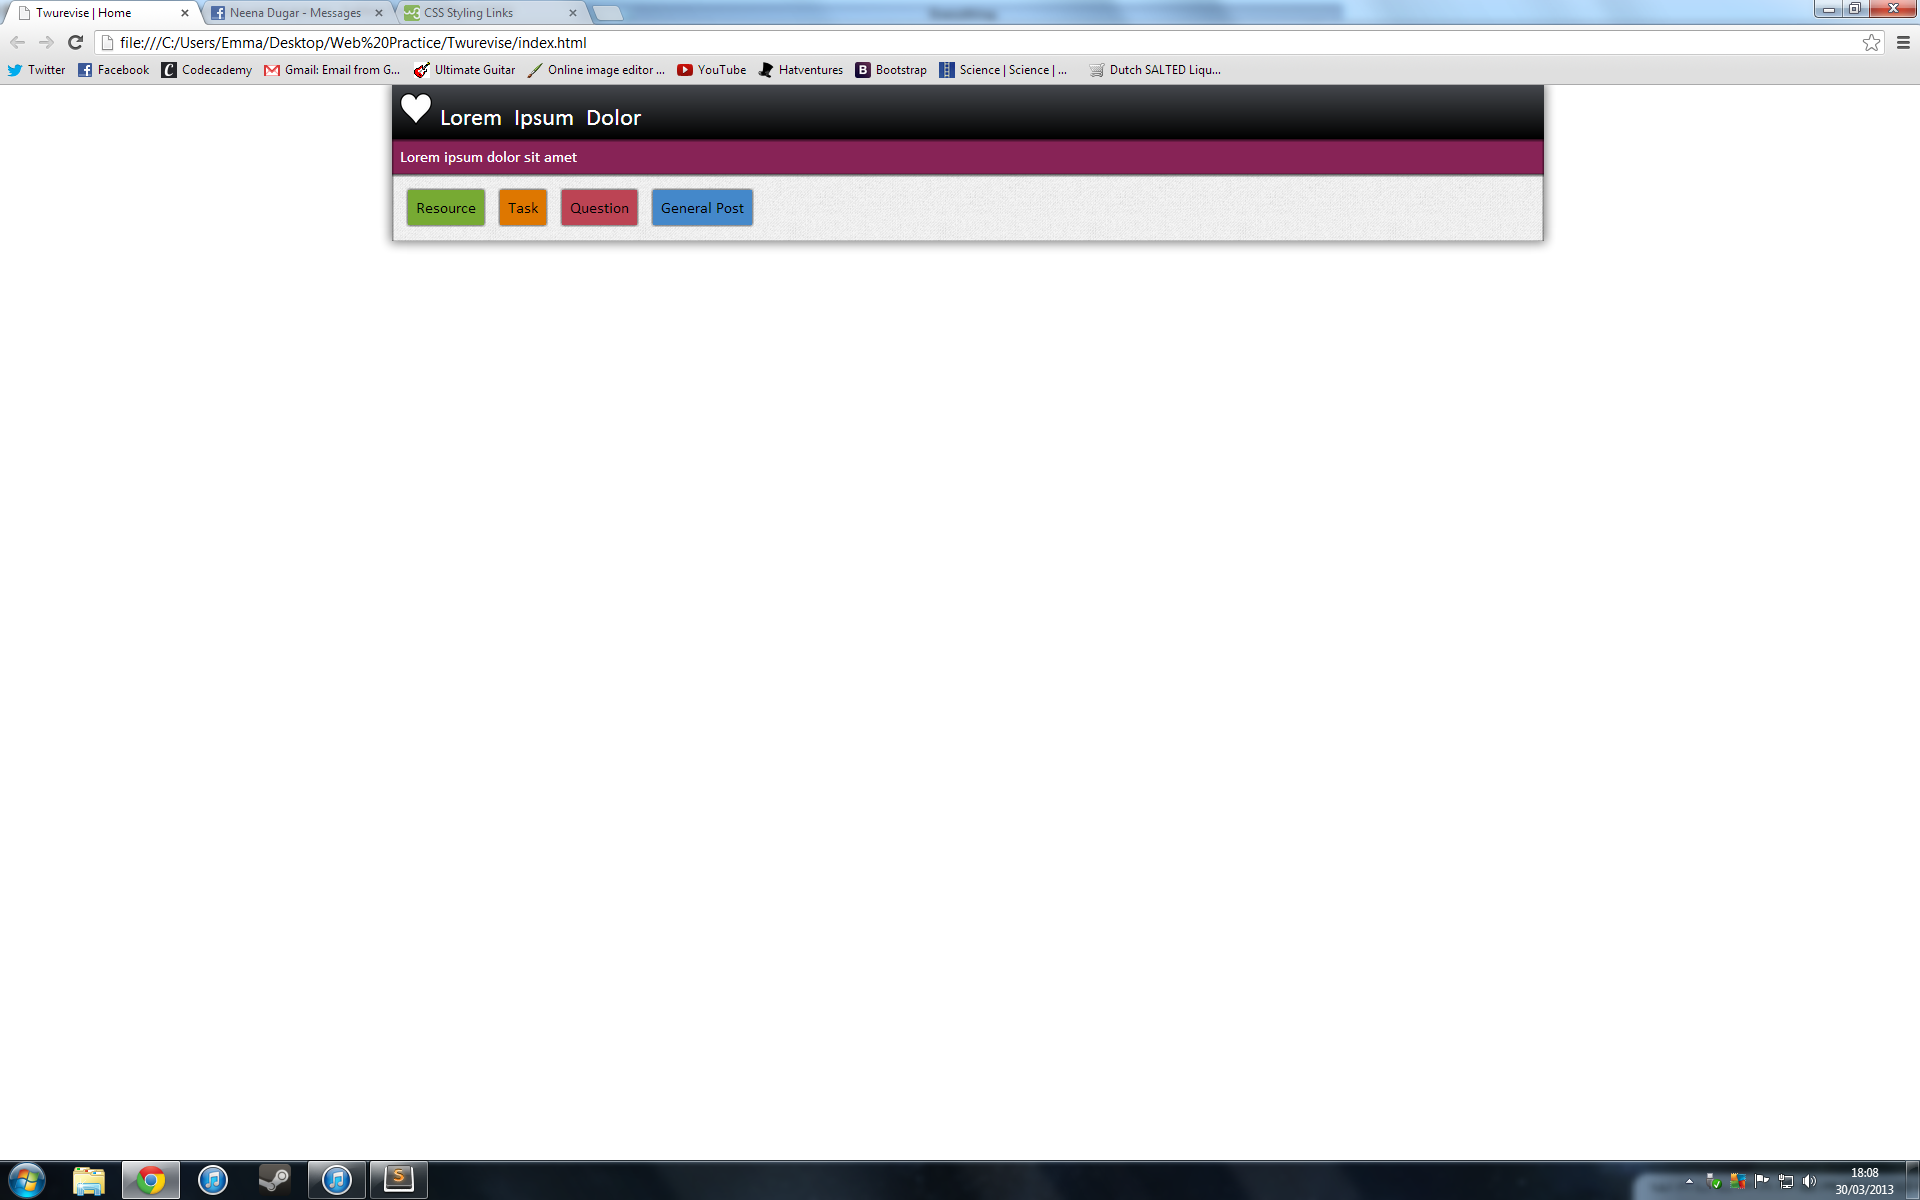 Twurevise | Home
Neena Dugar - Messages
CSS Styling Links
file:///C:/Users/Emma/Desktop/Web%20Practice/Twurevise/index.html
Twitter Facebook Codecademy Gmail: Email from G... Ultimate Guitar Online image editor ... YouTube Hatventures B Bootstrap Science | Science | ... Dutch SALTED Liqu...
Lorem Ipsum Dolor
Lorem ipsum dolor sit amet
Resource Task Question General Post
18:08
30/03/2013